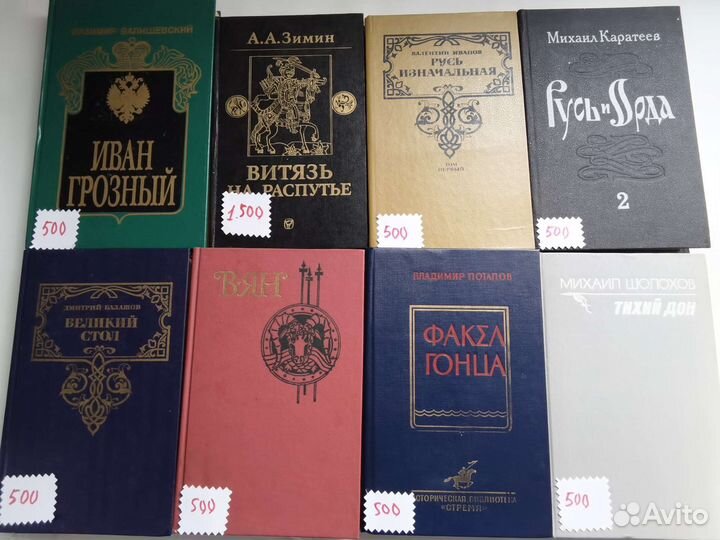 ВЛАДИМИР ВАЛИШЕВСКИЙ
ИВАН
ГРОЗНЫЙ
500
А.А.Зимин
ВИТЯЗЬ
НА РАСПУТЬЕ
1.500
ВАЛЕНТИН ИВАНОВ
РУСЬ
ИЗНАЧАЛЬНАЯ
ТОМ
ПЕРВЫЙ
500
Михаил Каратеев
Русь и Орда
2
500
ДМИТРИЙ БАЛАШОВ
ВЕЛИКИЙ
СТОЛ
500
В.ЯН
500
ВЛАДИМИР ПОТАПОВ
ФАКЕЛ
ГОНЦА
ИСТОРИЧЕСКАЯ БИБЛИОТЕКА
«СТРЕМЯ»
500
МИХАИЛ ШОЛОХОВ
ТИХИЙ ДОН
500
Avito